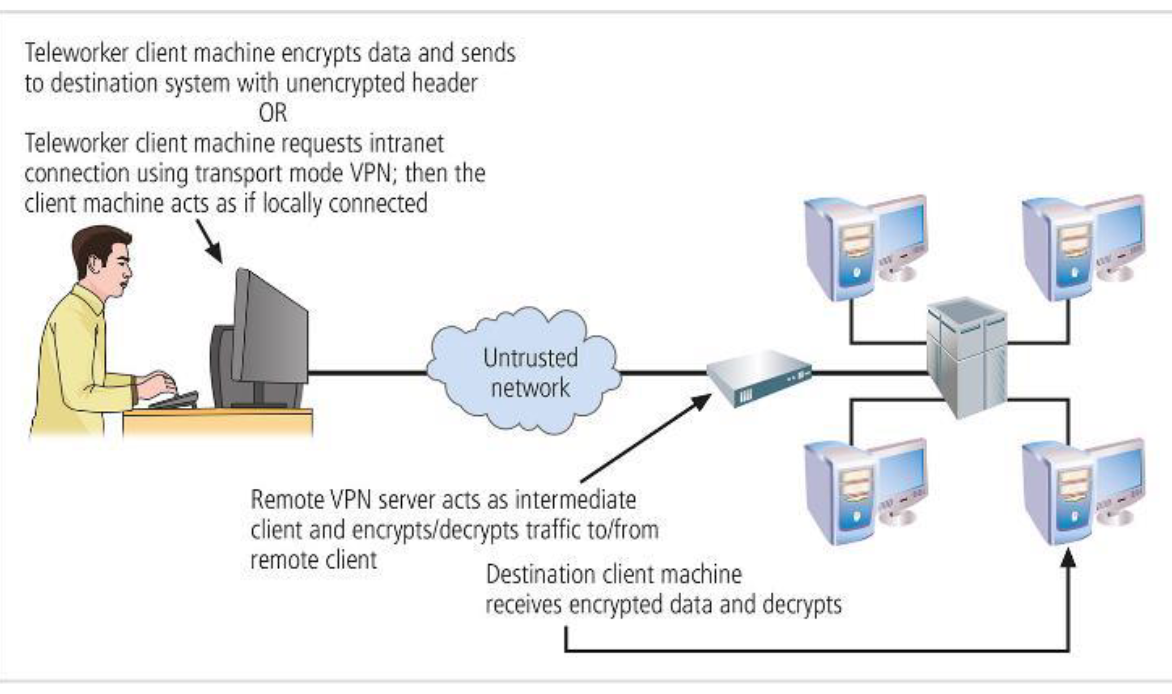 Teleworker client machine encrypts data and sends
to destination system with unencrypted header
OR
Teleworker client machine requests intranet
connection using transport mode VPN; then the
client machine acts as if locally connected
Untrusted
network
Remote VPN server acts as intermediate
client and encrypts/decrypts traffic to/from
remote client
Destination client machine
receives encrypted data and decrypts